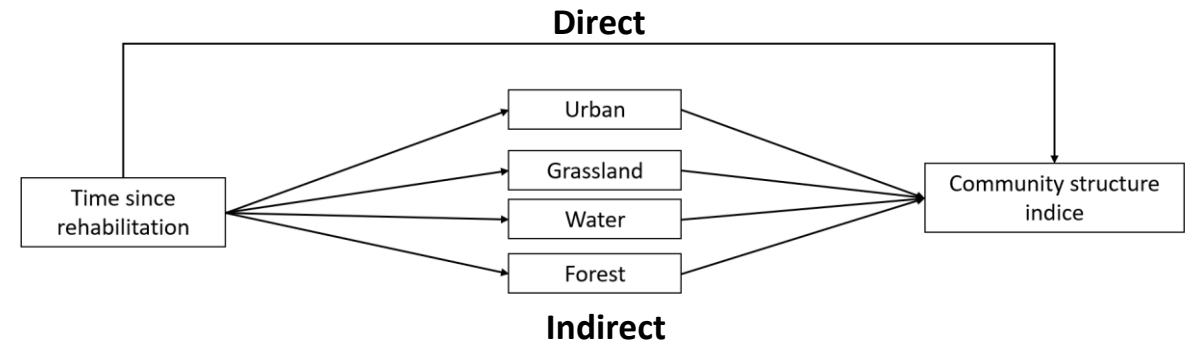 Direct
Urban
Grassland
Time since
rehabilitation
Water
Forest
Community structure
indice
Indirect